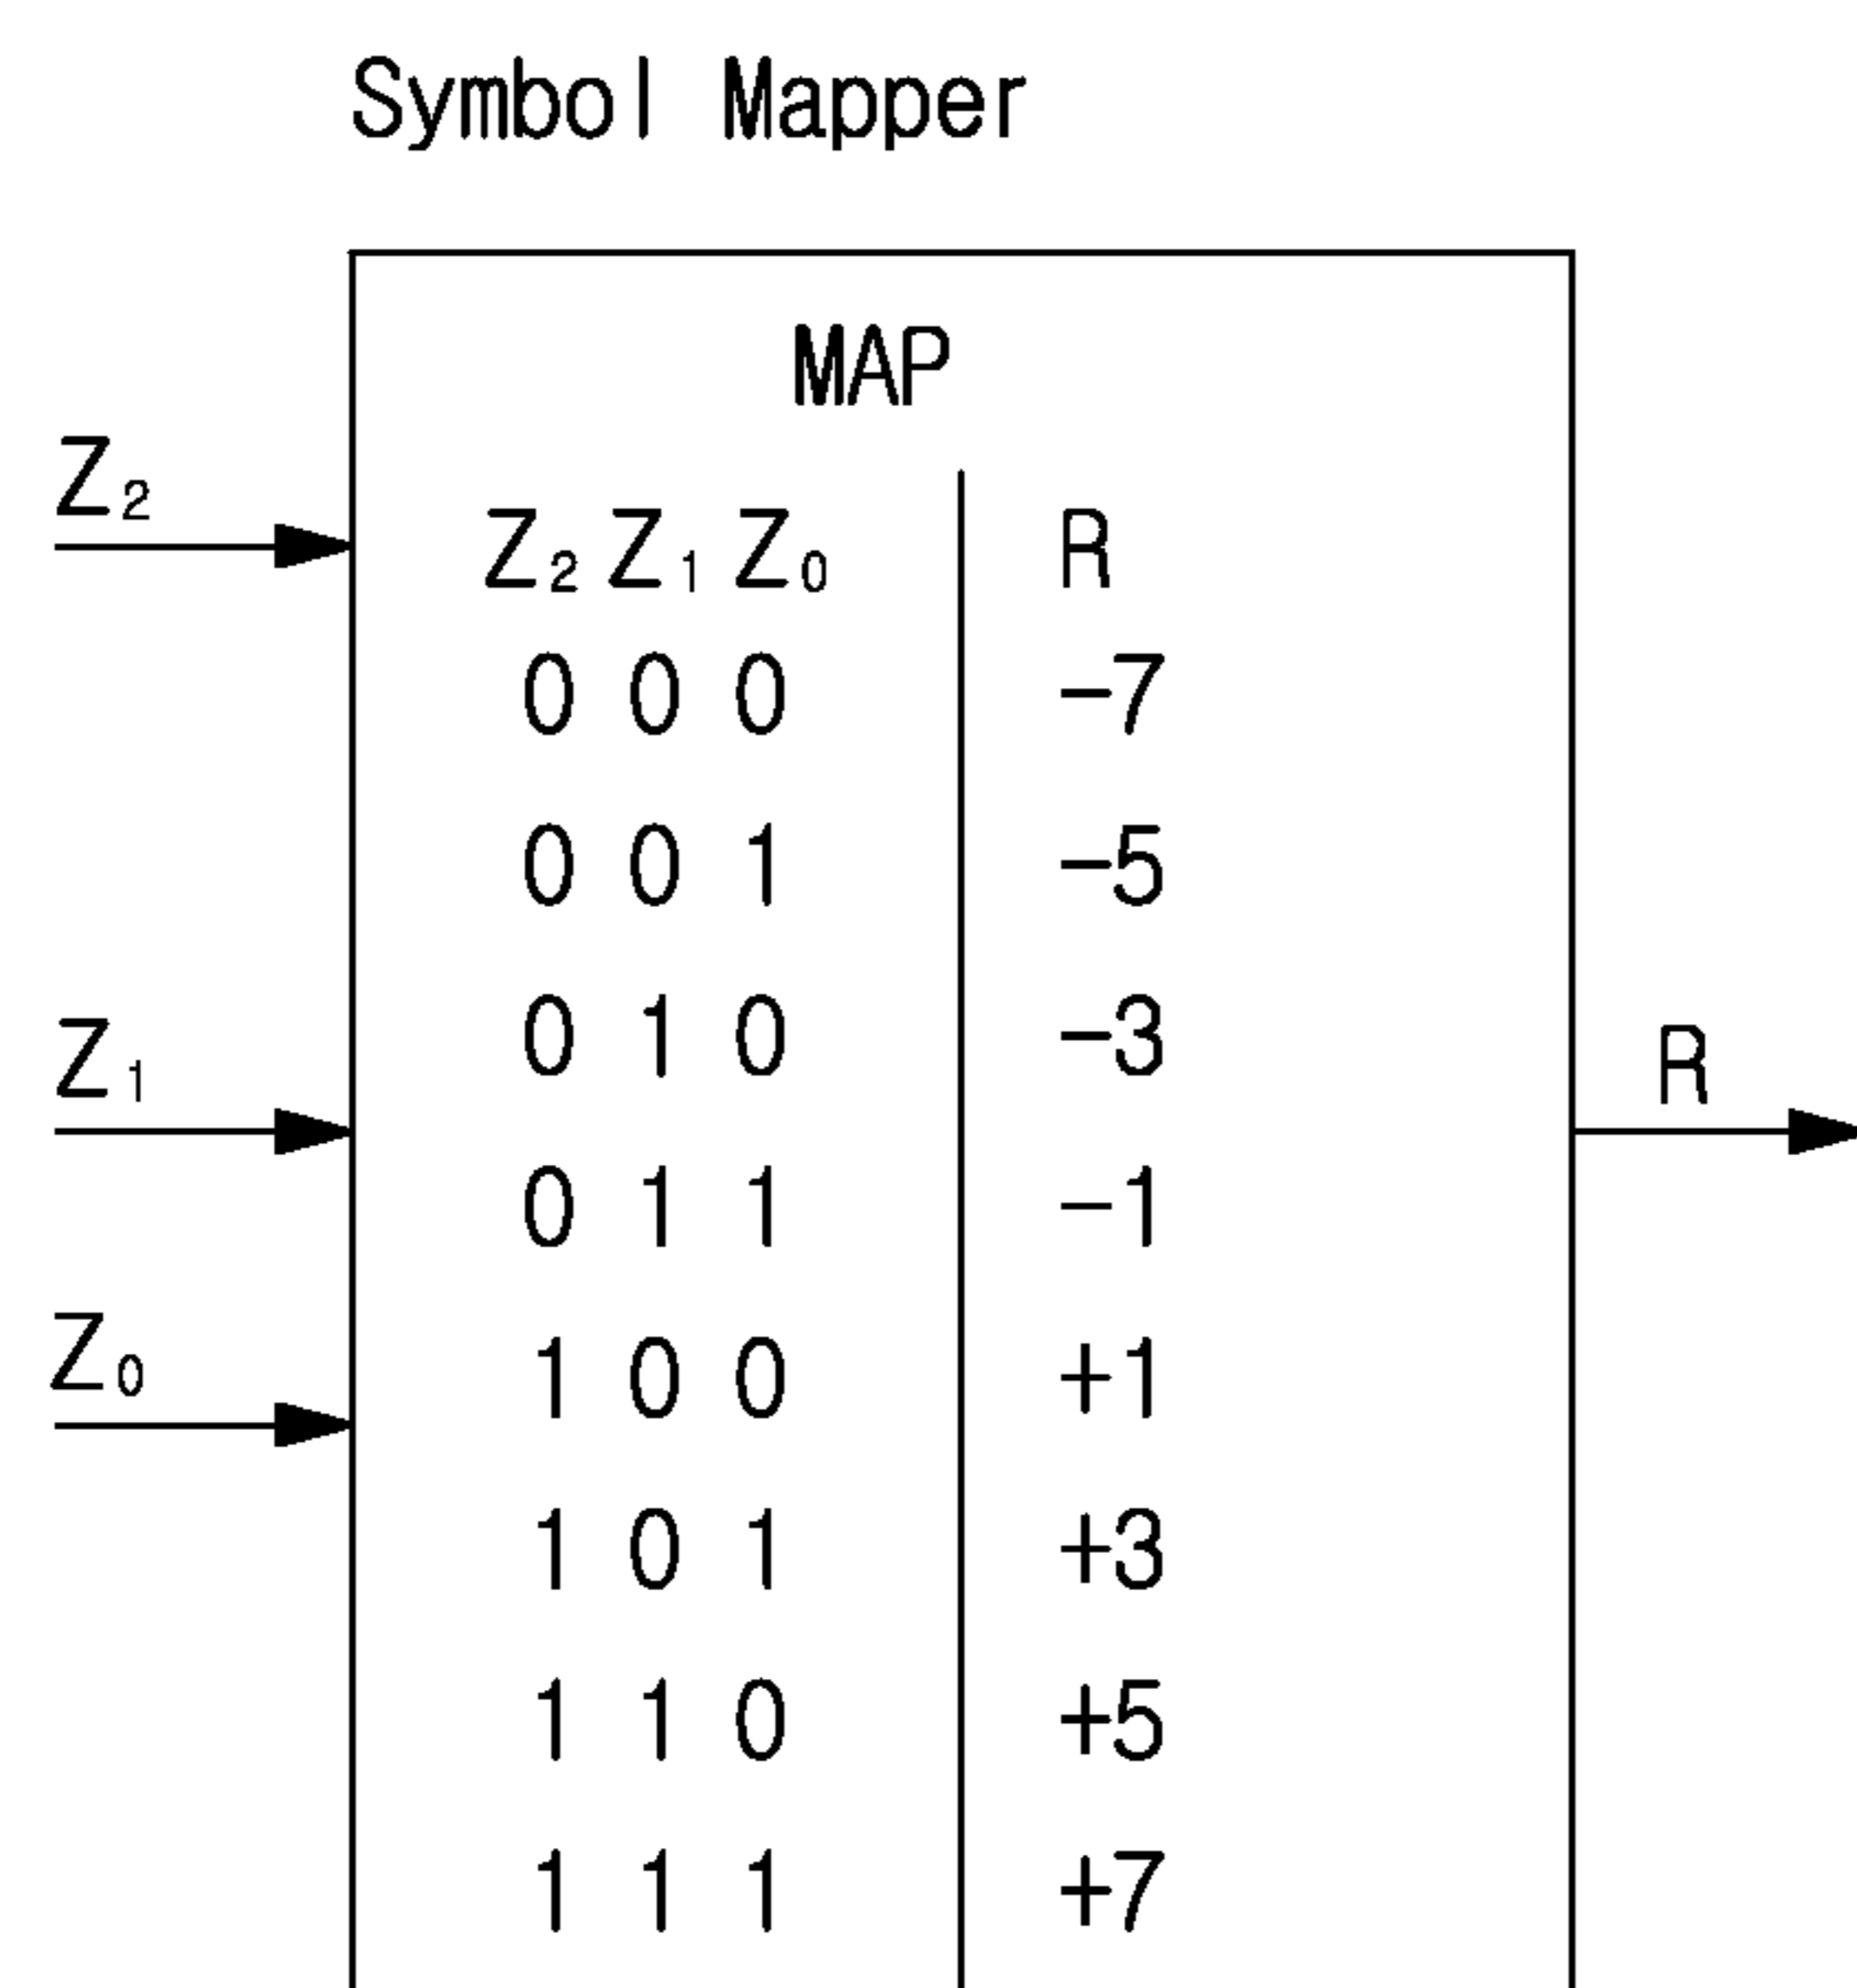 Symbol Mapper
MAP
Z₂
Z₂ Z₁ Z₀ R
0 0 0 -7
0 0 1 -5
0 1 0 -3
Z₁
R
0 1 1 -1
Z₀
1 0 0 +1
1 0 1 +3
1 1 0 +5
1 1 1 +7